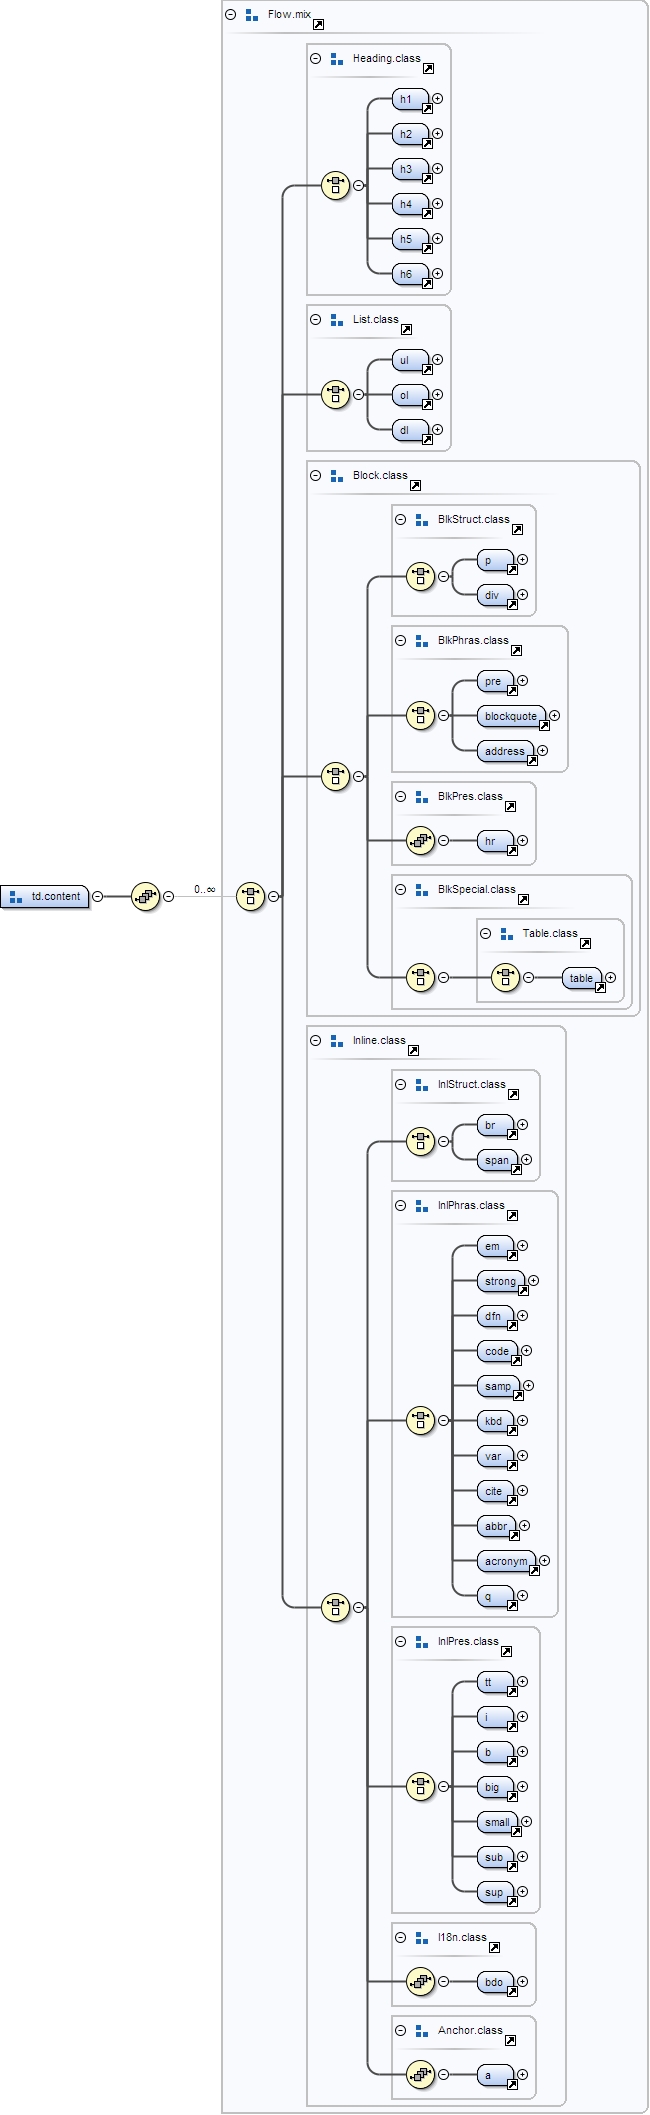 Flow.mix
Heading.class
h1
h2
h3
h4
h5
h6
List.class
ul
ol
dl
Block.class
BlkStruct.class
p
div
BlkPhras.class
pre
blockquote
address
BlkPres.class
hr
BlkSpecial.class
Table.class
table
td.content
0..∞
Inline.class
InlStruct.class
br
span
InlPhras.class
em
strong
dfn
code
samp
kbd
var
cite
abbr
acronym
q
InlPres.class
tt
i
b
big
small
sub
sup
I18n.class
bdo
Anchor.class
a